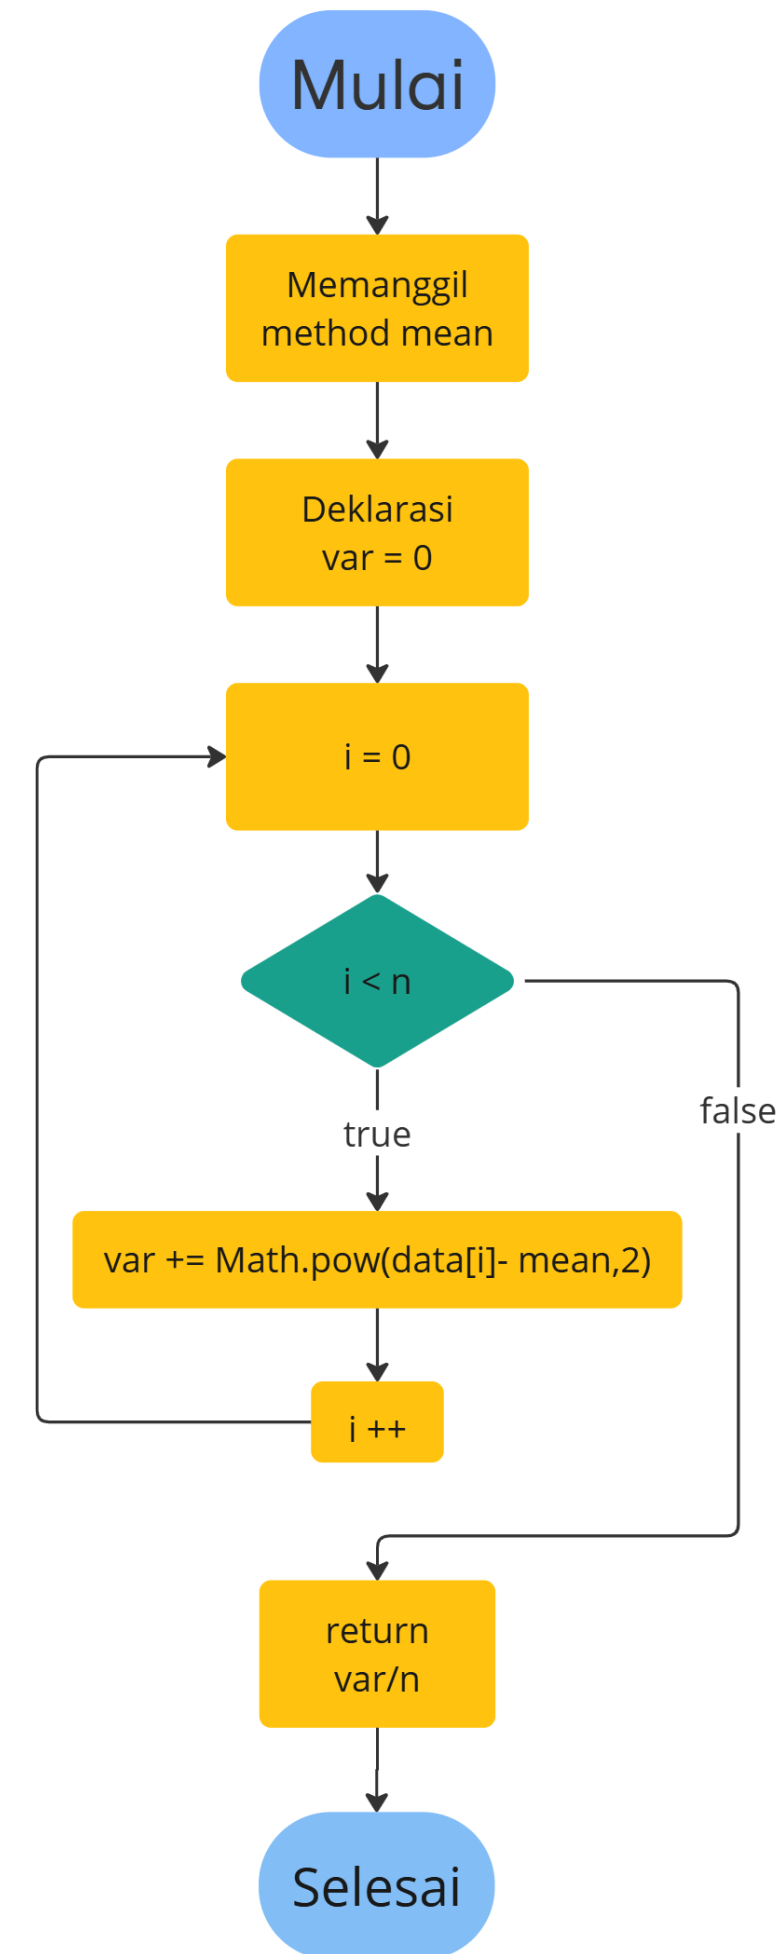 Mulai
Memanggil
method mean
Deklarasi
var = 0
i = 0
i < n
false
true
var += Math.pow(data[i]- mean,2)
i ++
return
var/n
Selesai